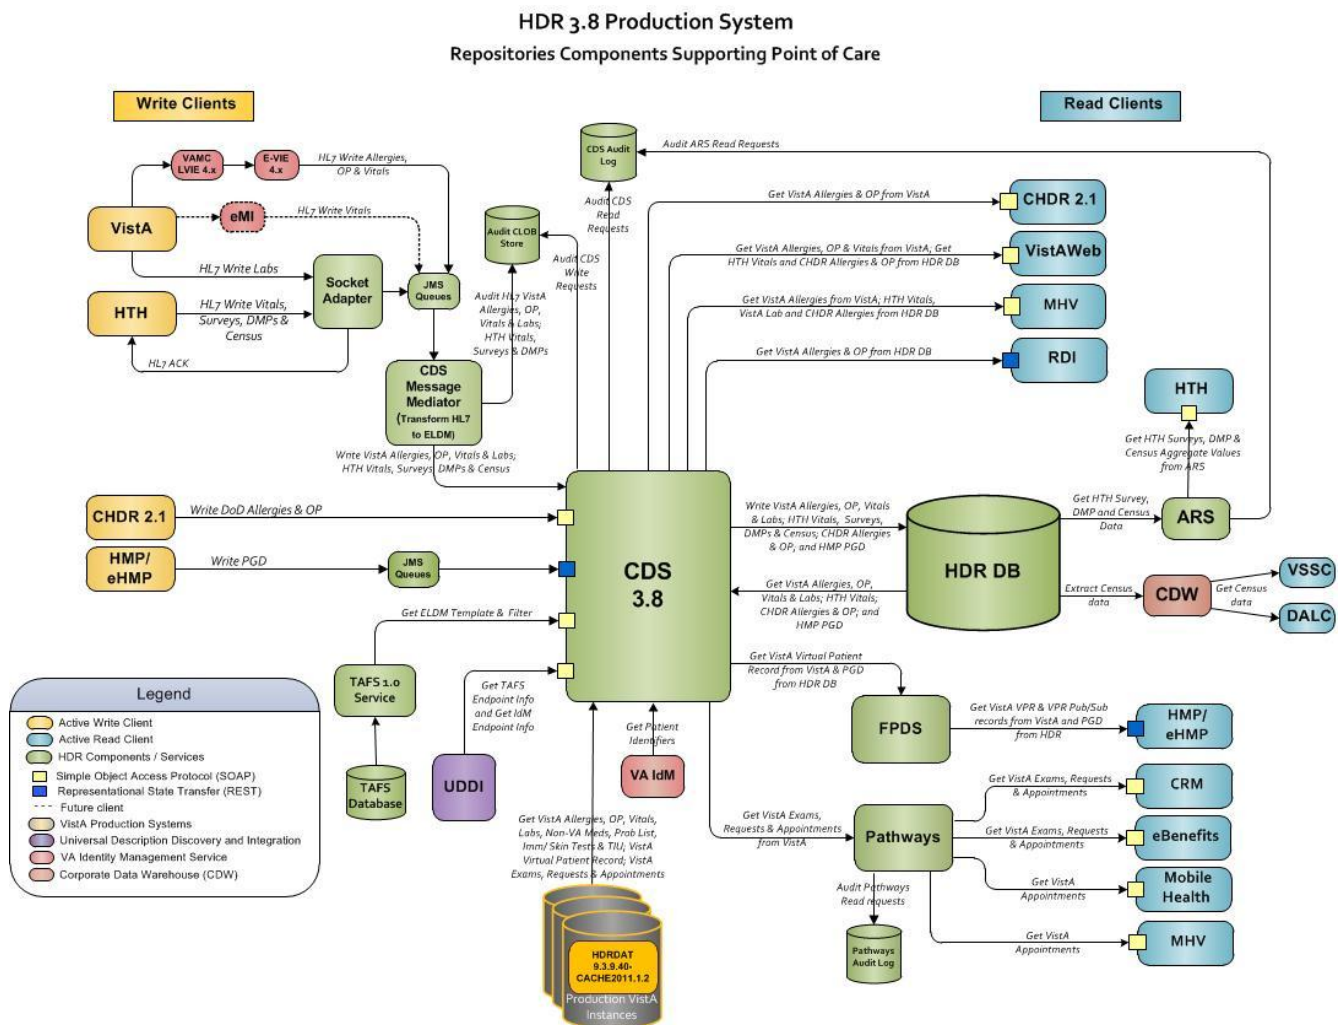 HDR 3.8 Production System
Repositories Components Supporting Point of Care
Write Clients
Read Clients
VAMC
LVIE 4.x
E-VIE
4.x
HL7 Write Allergies,
OP & Vitals
CDS Audit
Log
Audit ARS Read Requests
VistA
eMI
HL7 Write Vitals
Audit CLOB
Store
Audit CDS
Read
Requests
Audit CDS
Write
Requests
Get VistA Allergies & OP from VistA
CHDR 2.1
HL7 Write Labs
Socket
Adapter
JMS
Queues
Get VistA Allergies, OP & Vitals from VistA; Get
HTH Vitals and CHDR Allergies & OP from HDR DB
VistAWeb
HTH
HL7 Write Vitals,
Surveys, DMPs &
Census
Audit HL7 VistA
Allergies, OP,
Vitals & Labs;
HTH Vitals,
Surveys & DMPs
Get VistA Allergies from VistA; HTH Vitals,
VistA Lab and CHDR Allergies from HDR DB
MHV
HL7 ACK
Get VistA Allergies & OP from HDR DB
RDI
CDS
Message
Mediator
(Transform HL7
to ELDM)
HTH
Get HTH Surveys, DMP &
Census Aggregate Values
from ARS
Write VistA Allergies, OP, Vitals & Labs;
HTH Vitals, Surveys, DMPs & Census
CHDR 2.1
Write DoD Allergies & OP
CDS
3.8
Write VistA Allergies, OP, Vitals
& Labs; HTH Vitals, Surveys,
DMPs & Census; CHDR Allergies
& OP; and HMP PGD
HDR DB
Get HTH Survey,
DMP and Census
Data
ARS
HMP/
eHMP
Write PGD
JMS
Queues
Get VistA Allergies, OP,
Vitals & Labs; HTH Vitals;
CHDR Allergies & OP; and
HMP PGD
Extract Census
data
CDW
Get Census
data
VSSC
DALC
Get ELDM Template & Filter
TAFS 1.0
Service
TAFS
Database
Get TAFS
Endpoint Info
and Get IdM
Endpoint Info
UDDI
Get Patient
Identifiers
VA IdM
Get VistA Virtual Patient
Record from VistA & PGD
from HDR DB
FPDS
Get VistA VPR & VPR Pub/Sub
records from VistA and PGD
from HDR
HMP/
eHMP
Legend
Active Write Client
Active Read Client
HDR Components / Services
Simple Object Access Protocol (SOAP)
Representational State Transfer (REST)
Future client
VistA Production Systems
Universal Description Discovery and Integration
VA Identity Management Service
Corporate Data Warehouse (CDW)
Get VistA Allergies, OP, Vitals,
Labs, Non-VA Meds, Prob List,
Imm/ Skin Tests & TIU; VistA
Virtual Patient Record; VistA
Exams, Requests & Appointments
Get VistA Exams,
Requests & Appointments
from VistA
Pathways
Get VistA Exams, Requests
& Appointments
CRM
Get VistA Exams, Requests
& Appointments
eBenefits
Get VistA
Appointments
Mobile
Health
Get VistA
Appointments
MHV
Audit Pathways
Read requests
Pathways
Audit Log
HDRDAT
9.3.9.40-
CACHE2011.1.2
Production VistA
Instances